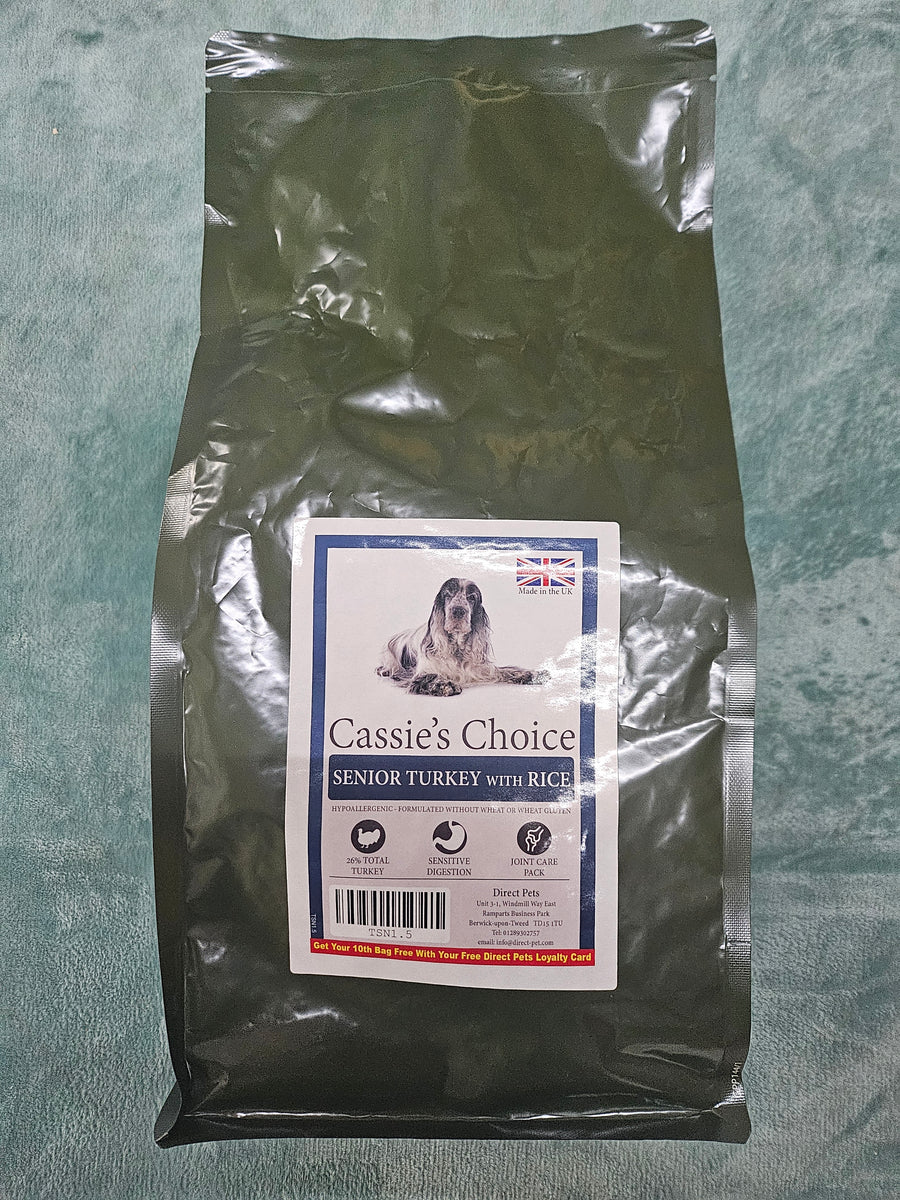 Made in the UK
Cassie's Choice
SENIOR TURKEY WITH RICE
HYPOALLERGENIC - FORMULATED WITHOUT WHEAT OR WHEAT GLUTEN
26% TOTAL
TURKEY
SENSITIVE
DIGESTION
JOINT CARE
PACK
TSN1.5
TSN1.5
Direct Pets
Unit 3-1, Windmill Way East
Ramparts Business Park
Berwick-upon-Tweed TD15 1TU
Tel: 01289302757
email: info@direct-pet.com
Get Your 10th Bag Free With Your Free Direct Pets Loyalty Card